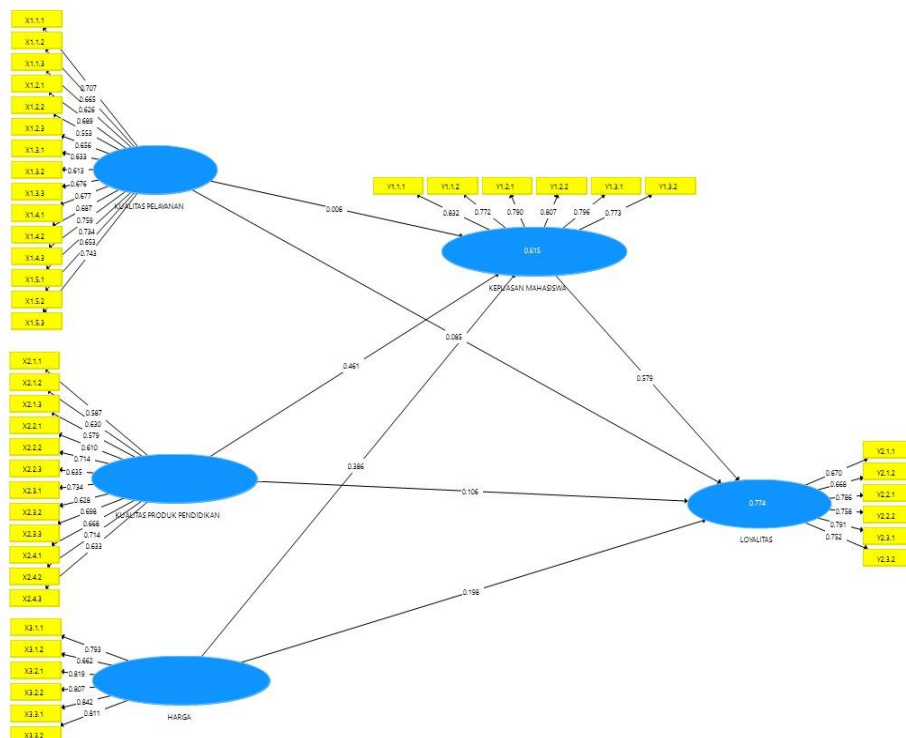 X1.1.1
X1.1.2
X1.1.3
X1.2.1
X1.2.2
X1.2.3
X1.3.1
X1.3.2
X1.3.3
X1.4.1
X1.4.2
X1.4.3
X1.5.1
X1.5.2
X1.5.3
0.707
0.665
0.626
0.689
0.553
0.656
0.633
0.613
0.676
0.677
0.687
0.759
0.734
0.653
0.743
KUALITAS PELAYANAN
Y1.1.1
Y1.1.2
Y1.2.1
Y1.2.2
Y1.3.1
Y1.3.2
0.832
0.772
0.790
0.807
0.796
0.773
0.615
KEPUASAN MAHASISWA
0.085
0.461
0.579
0.386
0.106
0.198
X2.1.1
X2.1.2
X2.1.3
X2.2.1
X2.2.2
X2.2.3
X2.3.1
X2.3.2
X2.3.3
X2.4.1
X2.4.2
X2.4.3
0.587
0.630
0.579
0.610
0.714
0.635
0.734
0.628
0.698
0.668
0.714
0.633
KUALITAS PRODUK PENDIDIKAN
Y2.1.1
Y2.1.2
Y2.2.1
Y2.2.2
Y2.3.1
Y2.3.2
0.670
0.668
0.786
0.758
0.791
0.752
0.774
LOYALITAS
X3.1.1
X3.1.2
X3.2.1
X3.2.2
X3.3.1
X3.3.2
0.793
0.662
0.819
0.807
0.842
0.811
HARGA